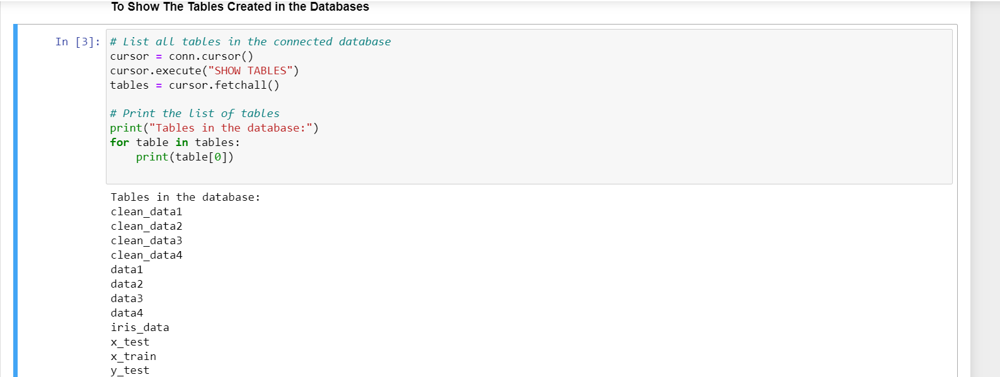 To Show The Tables Created in the Databases
In [3]:
# List all tables in the connected database
cursor = conn.cursor()
cursor.execute("SHOW TABLES")
tables = cursor.fetchall()
# Print the list of tables
print("Tables in the database:")
for table in tables:
    print(table[0])
Tables in the database:
clean_data1
clean_data2
clean_data3
clean_data4
data1
data2
data3
data4
iris_data
x_test
x_train
y_test